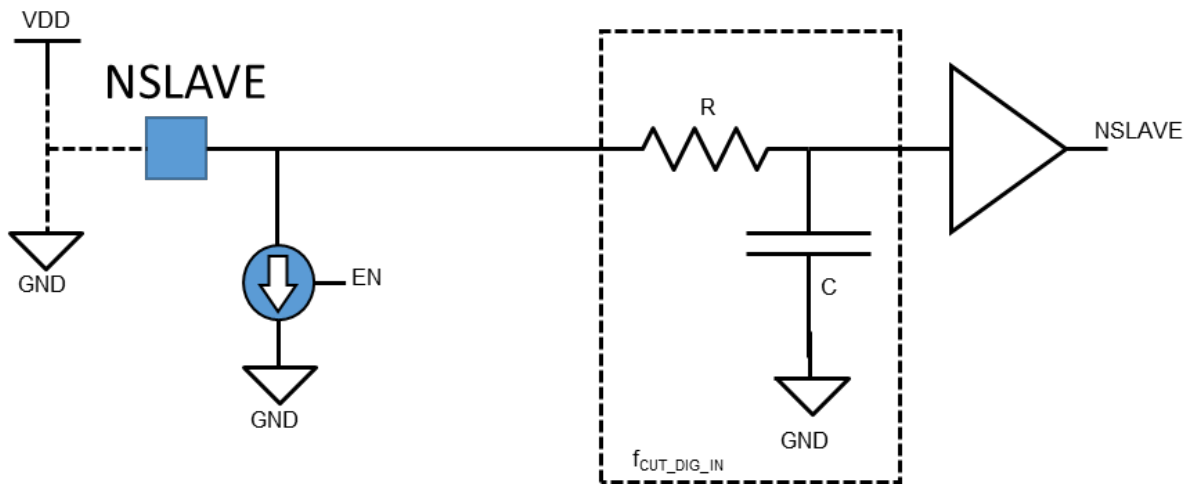 VDD
NSLAVE
R
NSLAVE
EN
GND
C
GND
GND
fCUT_DIG_IN